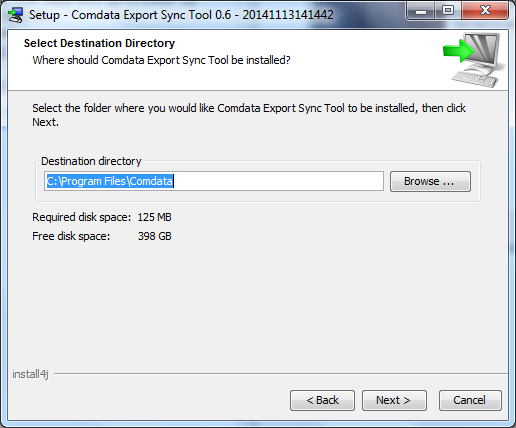 Setup - Comdata Export Sync Tool 0.6 - 20141113141442
Select Destination Directory
Where should Comdata Export Sync Tool be installed?
Select the folder where you would like Comdata Export Sync Tool to be installed, then click
Next.
Destination directory
C:\Program Files\Comdata
Browse ...
Required disk space: 125 MB
Free disk space: 398 GB
install4j
< Back
Next >
Cancel